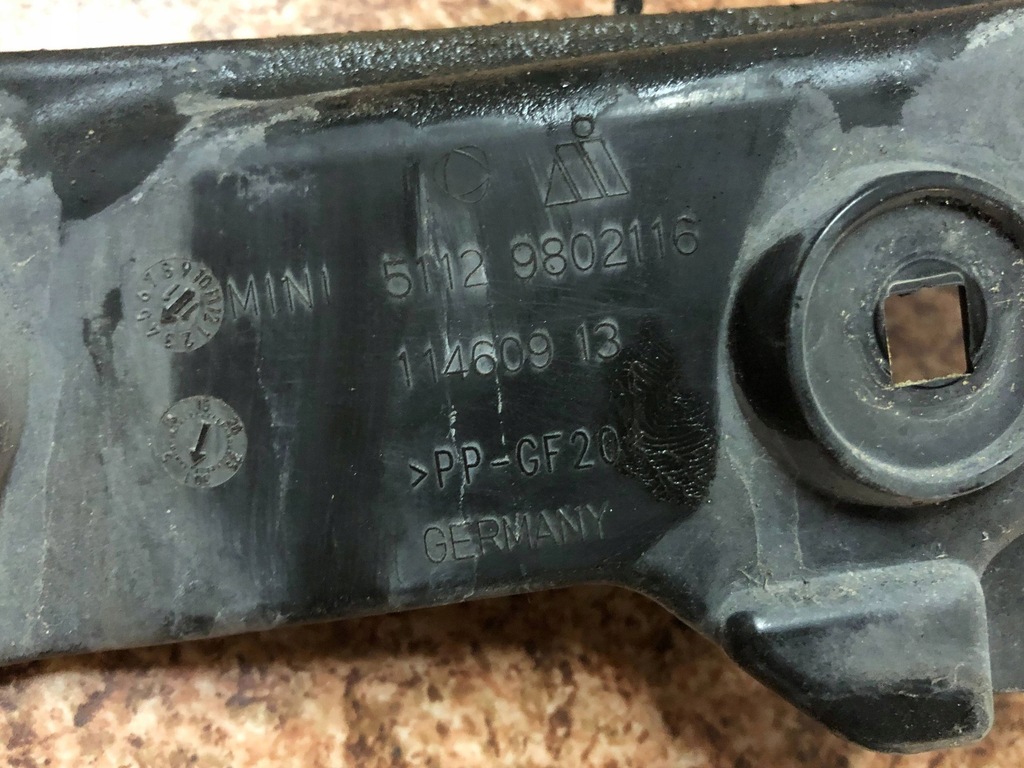 MINI 5112 9802116
114609 13
>PP-GF20
GERMANY